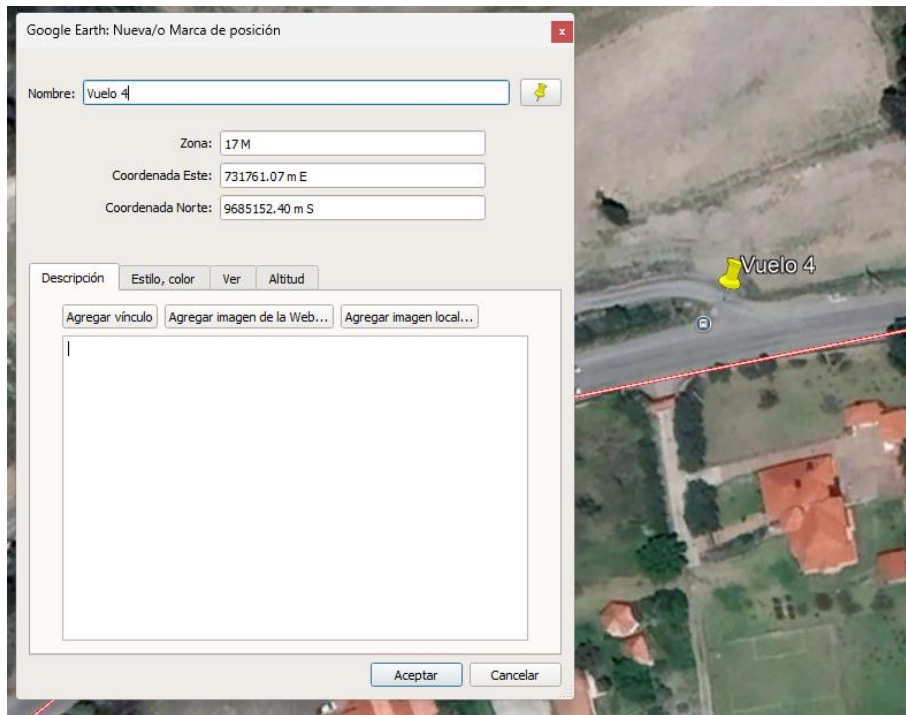 Google Earth: Nueva/o Marca de posición
x
Nombre: Vuelo 4
Zona: 17 M
Coordenada Este: 731761.07 m E
Coordenada Norte: 9685152.40 m S
Descripción Estilo, color Ver Altitud
Agregar vínculo Agregar imagen de la Web... Agregar imagen local...
Aceptar Cancelar
Vuelo 4